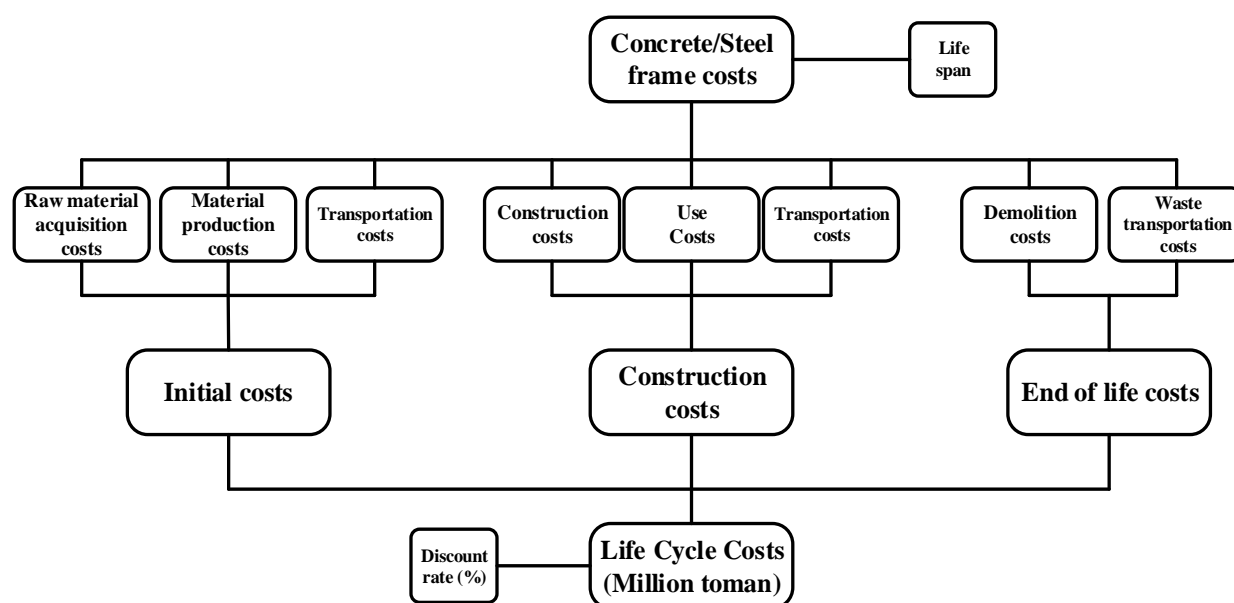 Concrete/Steel
frame costs
Life
span
Raw material
acquisition
costs
Material
production
costs
Transportation
costs
Construction
costs
Use
Costs
Transportation
costs
Demolition
costs
Waste
transportation
costs
Initial costs
Construction
costs
End of life costs
Discount
rate (%)
Life Cycle Costs
(Million toman)